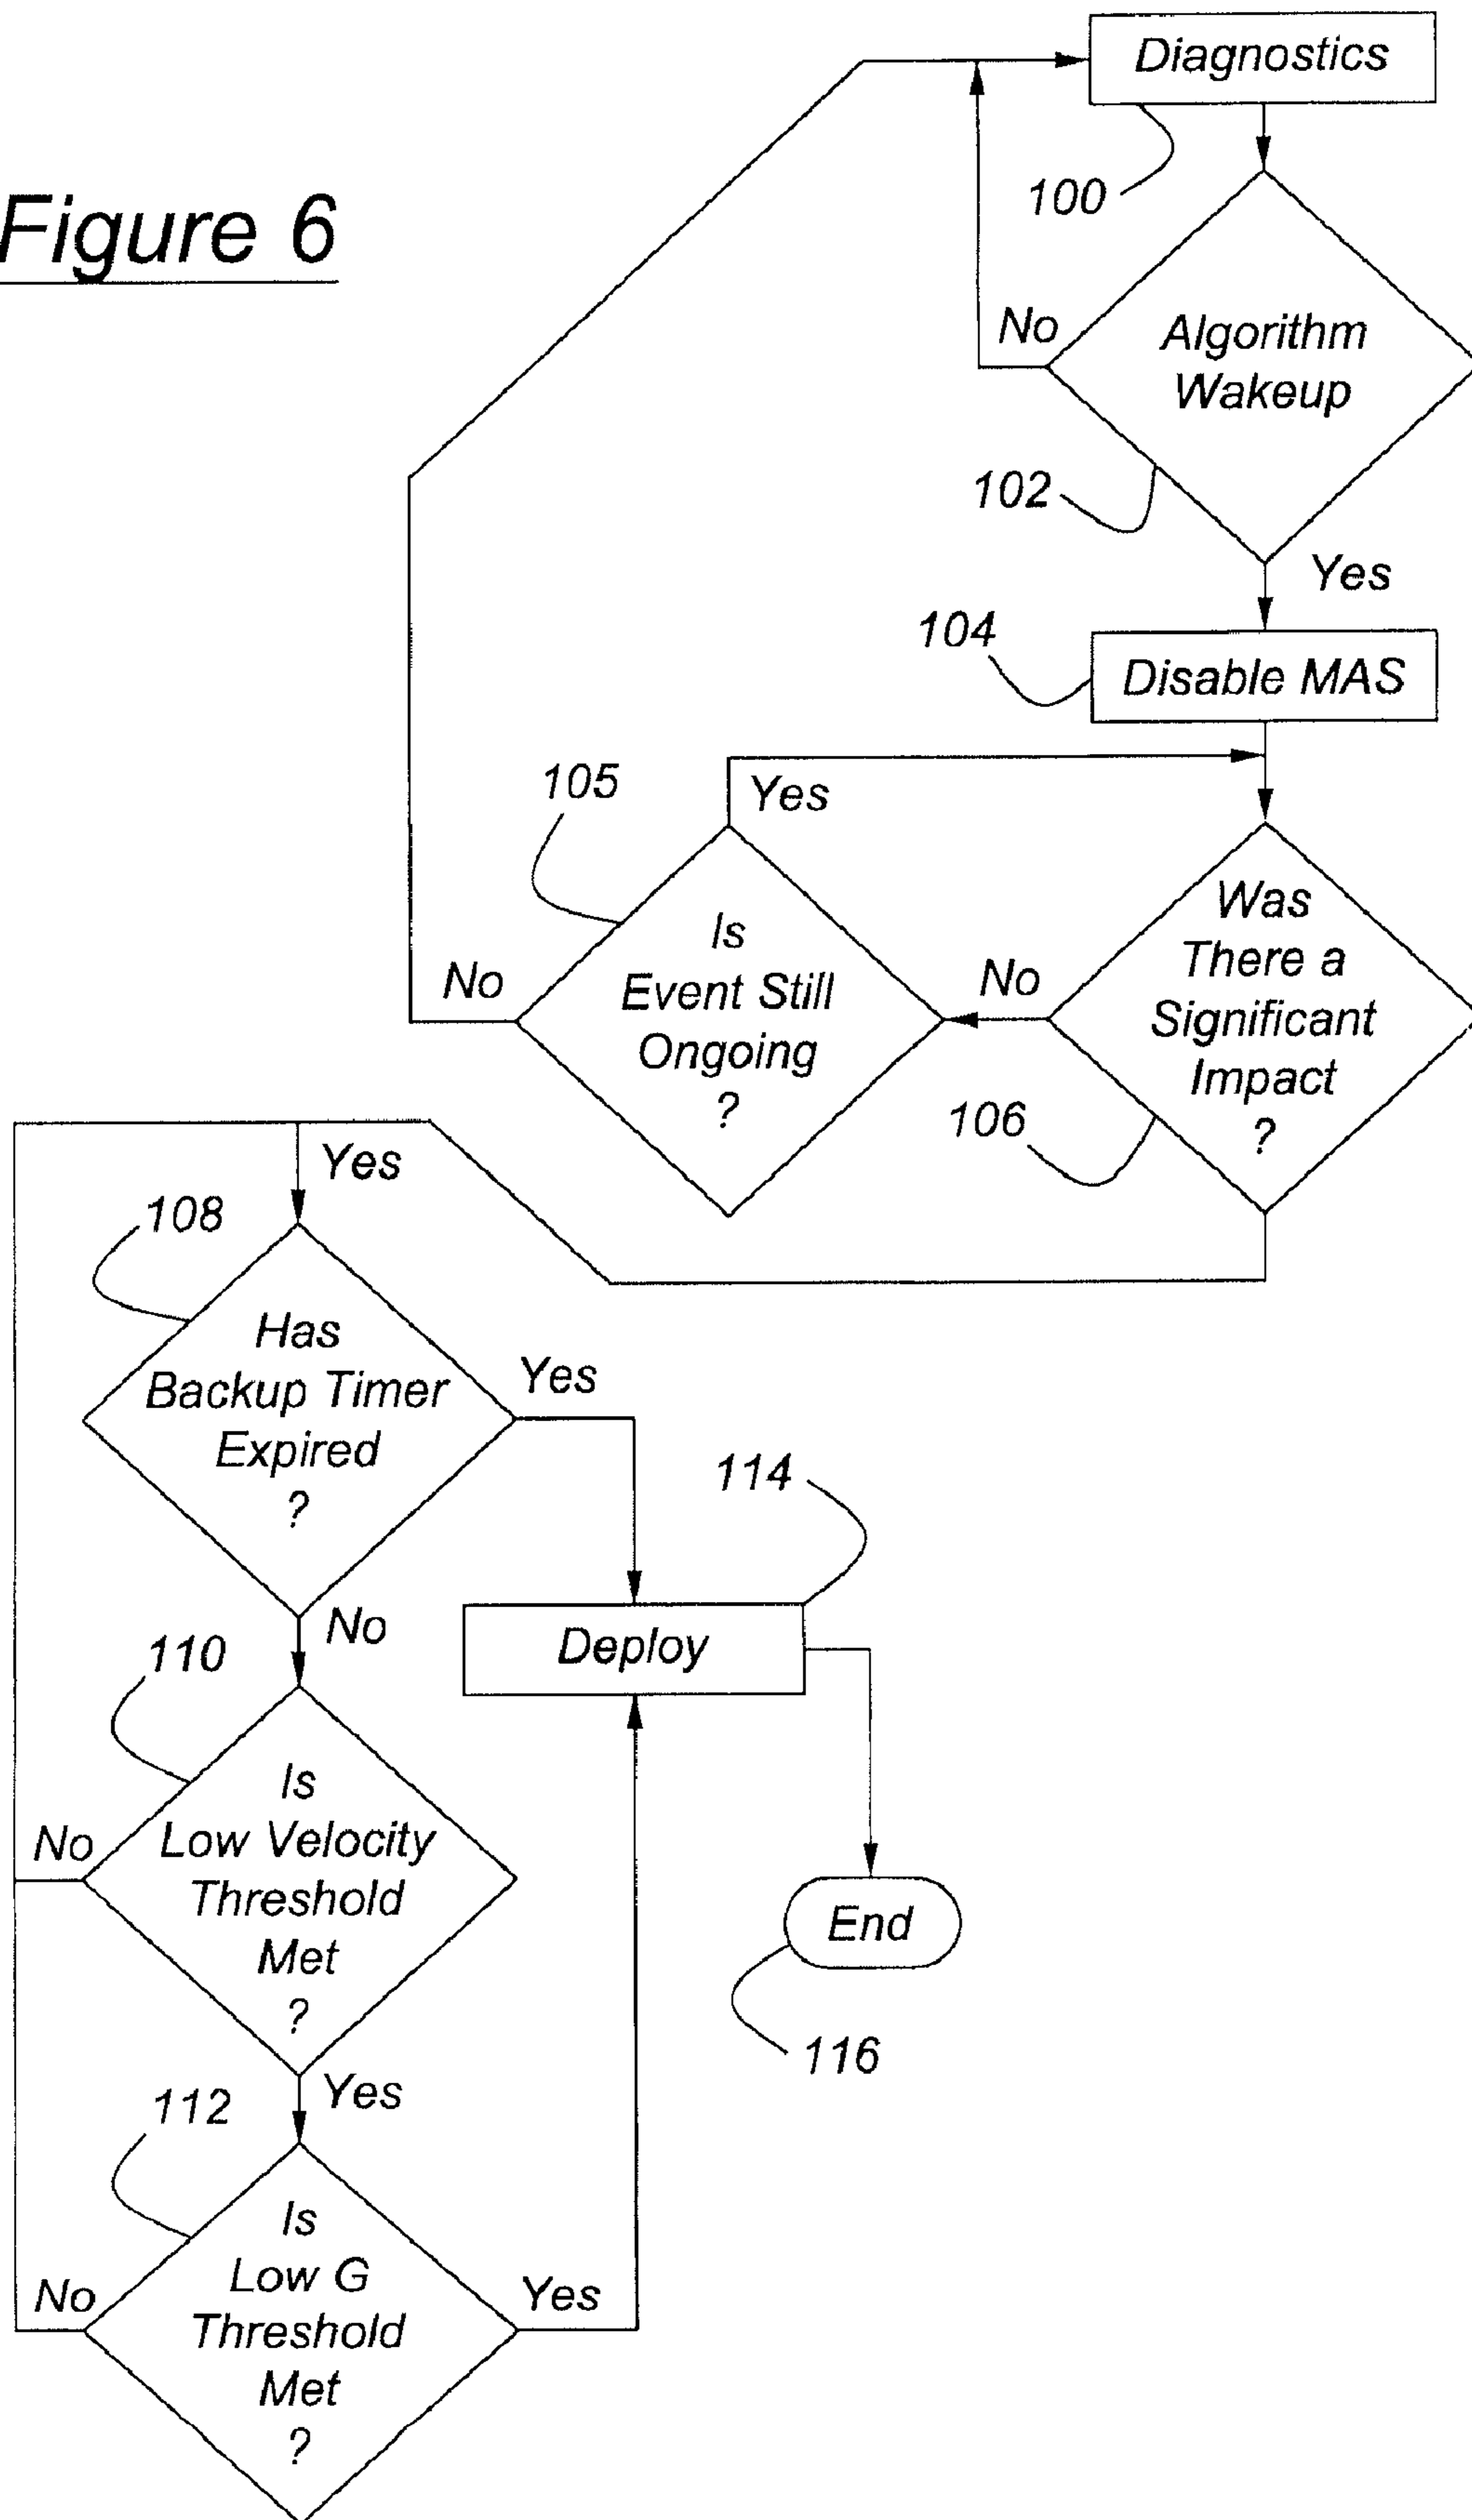 Figure 6
Diagnostics
100
Algorithm
Wakeup
No
102
Yes
104
Disable MAS
105
Yes
Is
Event Still
Ongoing
?
No
No
Was
There a
Significant
Impact
?
106
Yes
108
Has
Backup Timer
Expired
?
Yes
No
114
Deploy
110
Is
Low Velocity
Threshold
Met
?
No
Yes
End
116
112
Is
Low G
Threshold
Met
?
No
Yes